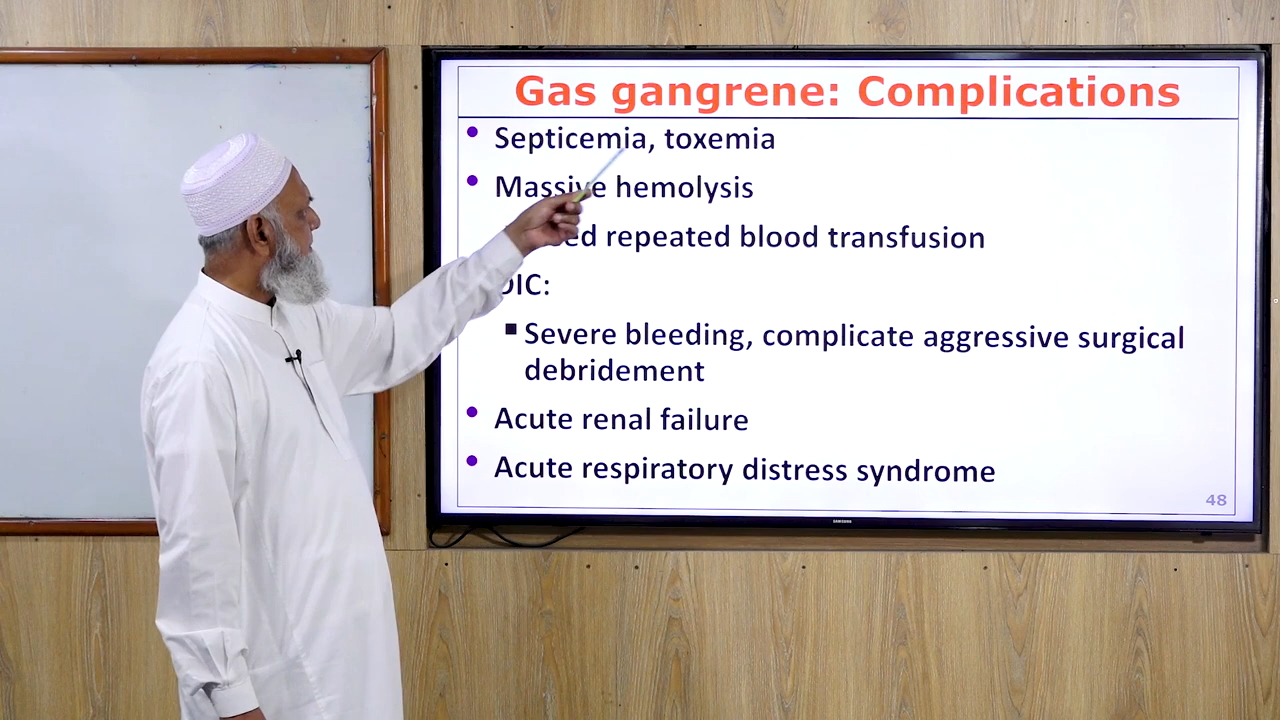 Gas gangrene: Complications
• Septicemia, toxemia
• Massive hemolysis
repeated blood transfusion
DIC:
▪ Severe bleeding, complicate aggressive surgical
debridement
• Acute renal failure
• Acute respiratory distress syndrome
48
SAMSUNG